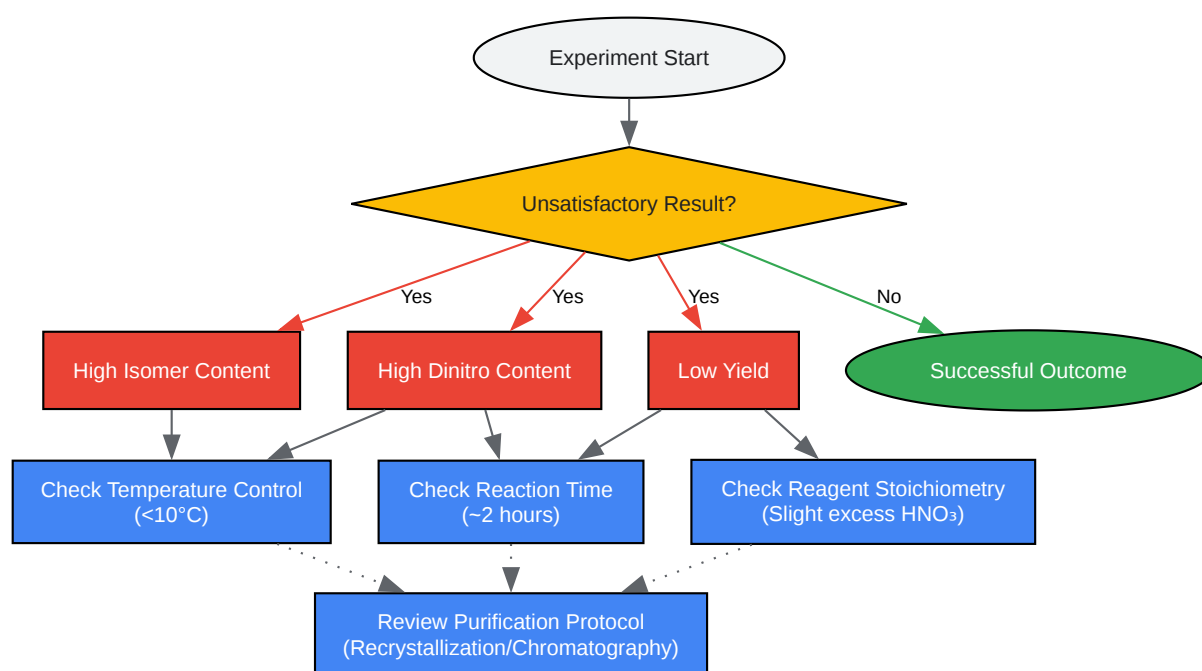 Experiment Start
Unsatisfactory Result?
Yes
Yes
Yes
No
High Isomer Content
High Dinitro Content
Low Yield
Successful Outcome
Check Temperature Control
(<10°C)
Check Reaction Time
(~2 hours)
Check Reagent Stoichiometry
(Slight excess HNO₃)
Review Purification Protocol
(Recrystallization/Chromatography)